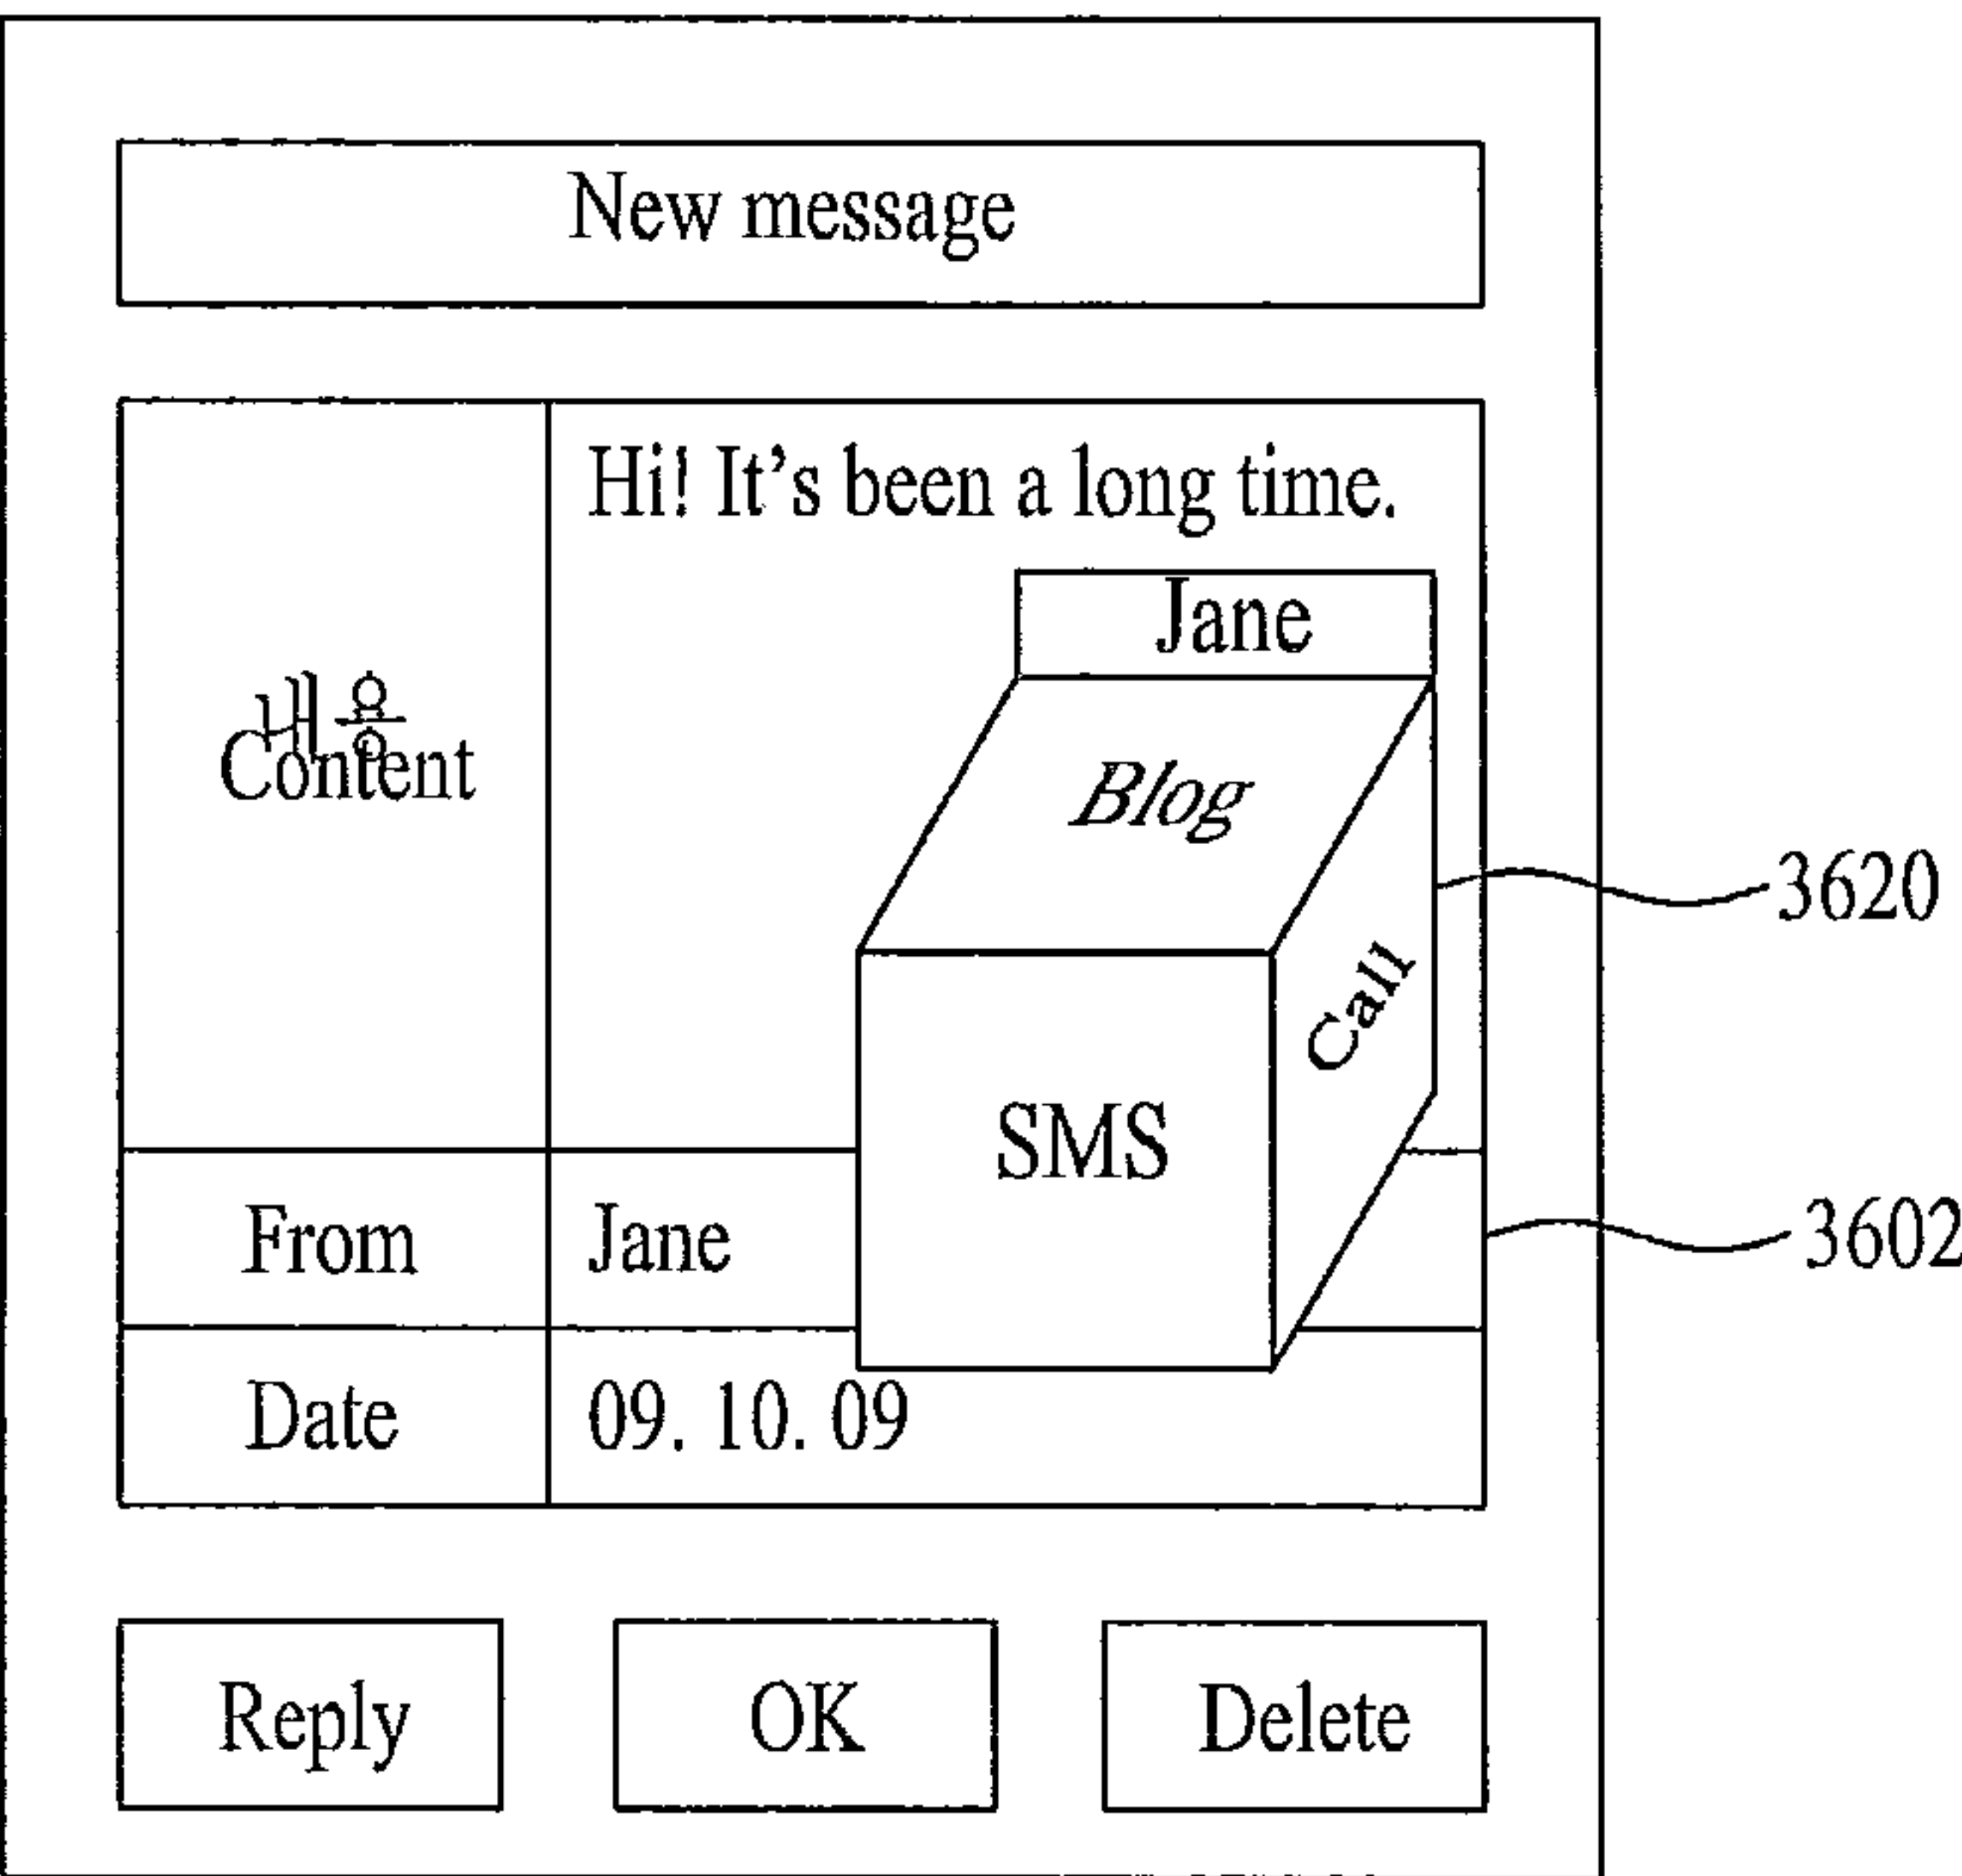 New message
Hi! It's been a long time.
Jane
내용
Content
Blog
3620
Call
SMS
From
Jane
3602
Date
09. 10. 09
Reply
OK
Delete